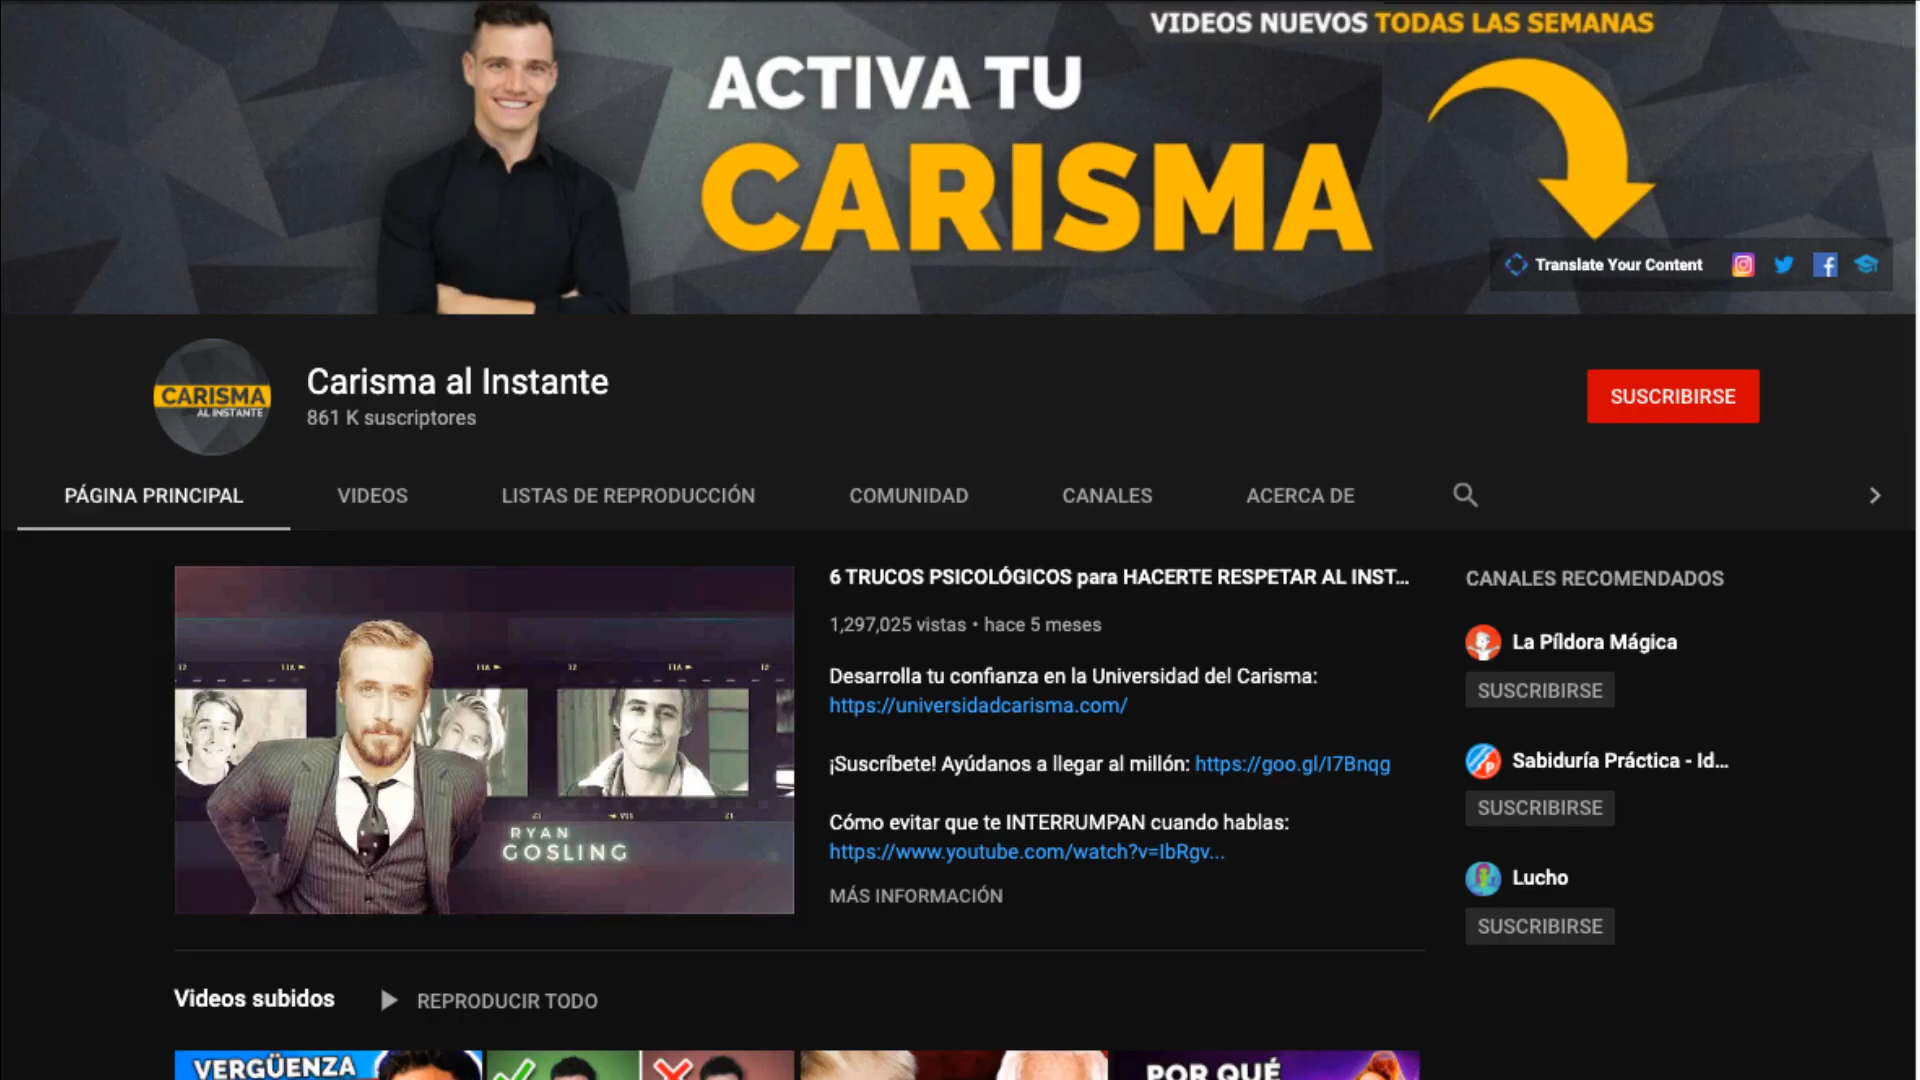 VIDEOS NUEVOS TODAS LAS SEMANAS
ACTIVA TU
CARISMA
Translate Your Content
CARISMA
AL INSTANTE
Carisma al Instante
861 K suscriptores
SUSCRIBIRSE
PÁGINA PRINCIPAL
VIDEOS
LISTAS DE REPRODUCCIÓN
COMUNIDAD
CANALES
ACERCA DE
RYAN
GOSLING
6 TRUCOS PSICOLÓGICOS para HACERTE RESPETAR AL INST...
1,297,025 vistas • hace 5 meses
Desarrolla tu confianza en la Universidad del Carisma:
https://universidadcarisma.com/
¡Suscríbete! Ayúdanos a llegar al millón: https://goo.gl/I7Bnqg
Cómo evitar que te INTERRUMPAN cuando hablas:
https://www.youtube.com/watch?v=IbRgv...
MÁS INFORMACIÓN
CANALES RECOMENDADOS
La Píldora Mágica
SUSCRIBIRSE
Sabiduría Práctica - Id...
SUSCRIBIRSE
Lucho
SUSCRIBIRSE
Videos subidos
REPRODUCIR TODO
VERGÜENZA
POR QUÉ